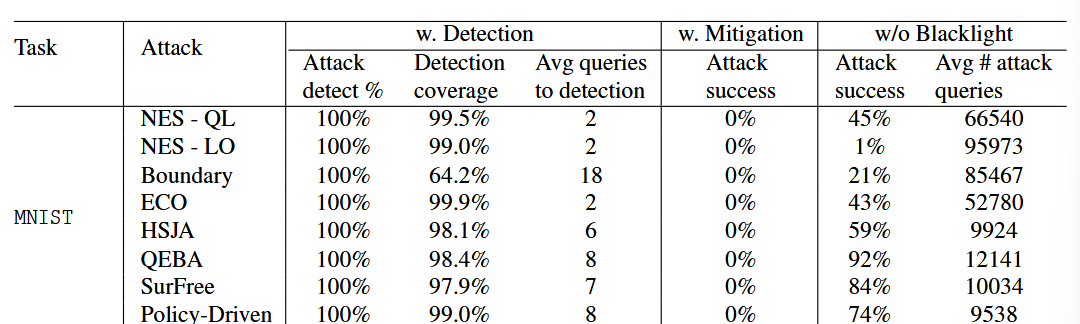 Task Attack w. Detection w. Mitigation w/o Blacklight
Attack detect % Detection coverage Avg queries to detection Attack success Attack success Avg # attack queries
MNIST
NES - QL 100% 99.5% 2 0% 45% 66540
NES - LO 100% 99.0% 2 0% 1% 95973
Boundary 100% 64.2% 18 0% 21% 85467
ECO 100% 99.9% 2 0% 43% 52780
HSJA 100% 98.1% 6 0% 59% 9924
QEBA 100% 98.4% 8 0% 92% 12141
SurFree 100% 97.9% 7 0% 84% 10034
Policy-Driven 100% 99.0% 8 0% 74% 9538